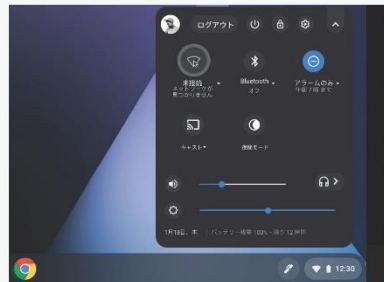 ログアウト
未接続
ネットワークが
見つかりません
Bluetooth
オフ
アラームのみ
午前 7 時 まで
キャスト
夜間モード
1月18日、木 | バッテリー残量 100% - 残り 12 時間
12:30